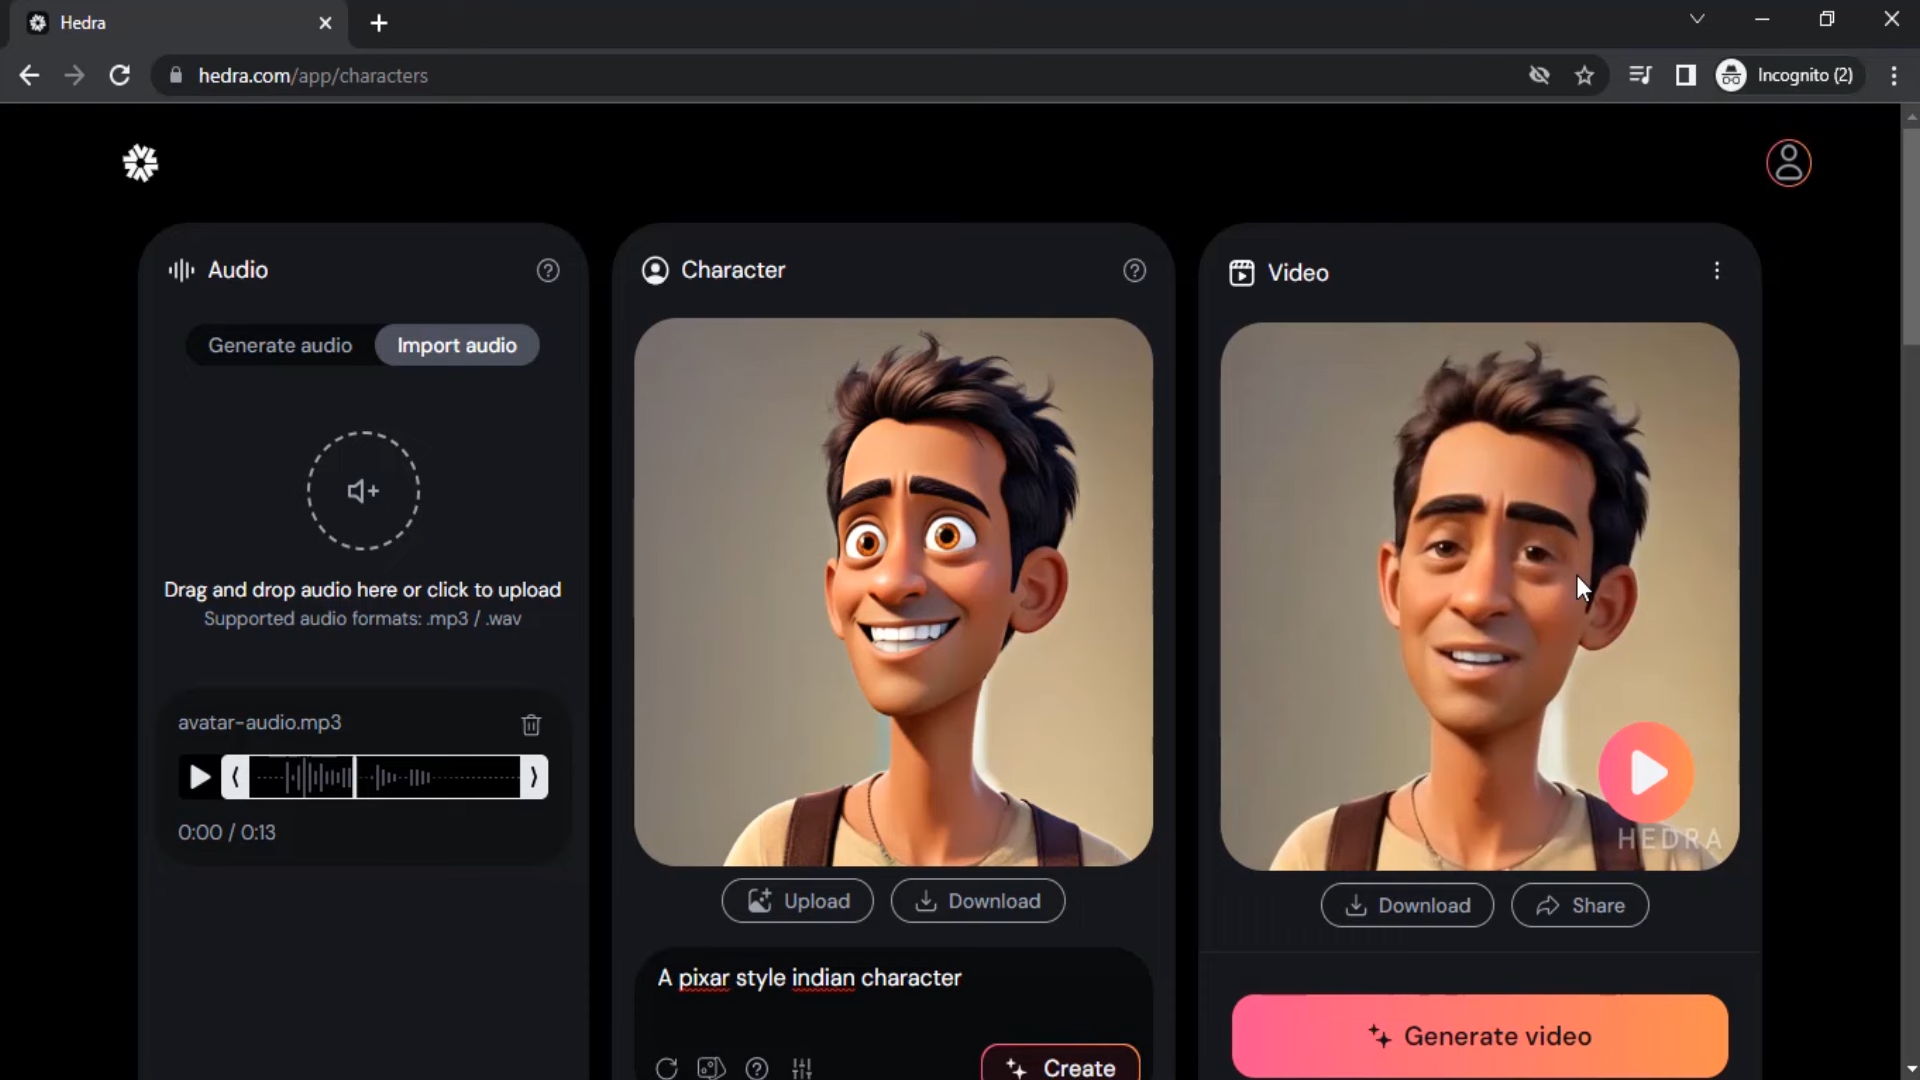 Hedra
hedra.com/app/characters
Incognito (2)
Audio
Generate audio
Import audio
Drag and drop audio here or click to upload
Supported audio formats: .mp3 / .wav
avatar-audio.mp3
0:00 / 0:13
Character
Upload
Download
A pixar style indian character
Create
Video
HEDRA
Download
Share
Generate video